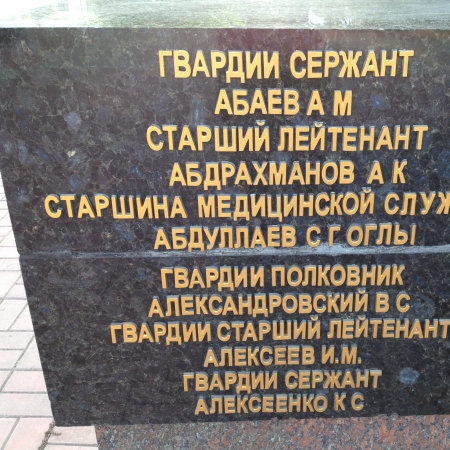 ГВАРДИИ СЕРЖАНТ
АБАЕВ А М
СТАРШИЙ ЛЕЙТЕНАНТ
АБДРАХМАНОВ А К
СТАРШИНА МЕДИЦИНСКОЙ
АБДУЛЛАЕВ С Г ОГЛЫ
ГВАРДИИ ПОЛКОВНИК
АЛЕКСАНДРОВСКИЙ В С
ГВАРДИИ СТАРШИЙ ЛЕЙТЕНАНТ
АЛЕКСЕЕВ И.М.
ГВАРДИИ СЕРЖАНТ
АЛЕКСЕЕНКО К С